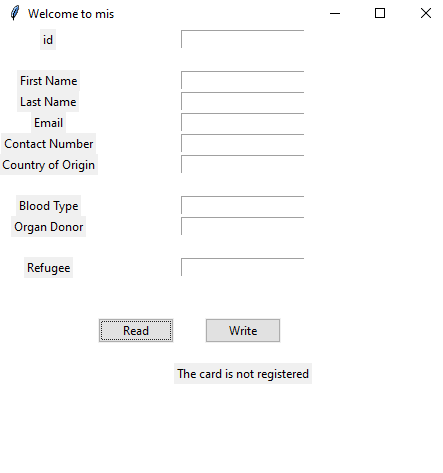 Welcome to mis
id
First Name
Last Name
Email
Contact Number
Country of Origin
Blood Type
Organ Donor
Refugee
Read Write
The card is not registered